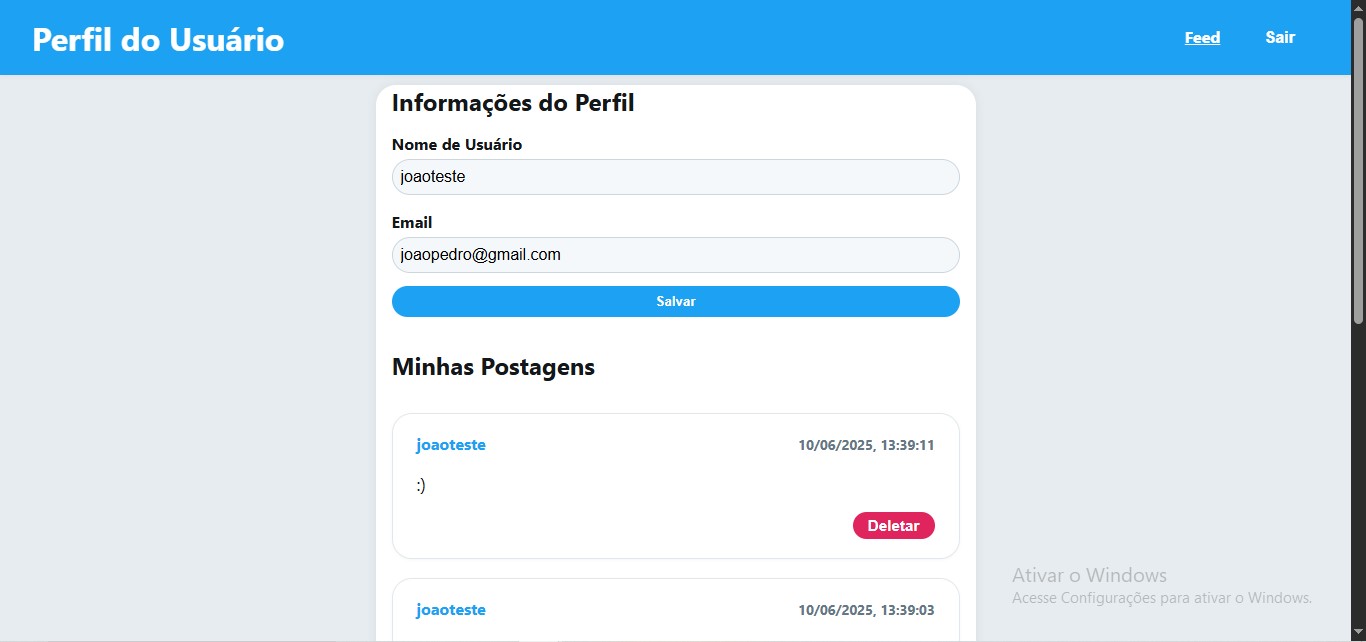 Perfil do Usuário
Feed
Sair
Informações do Perfil
Nome de Usuário
joaoteste
Email
joaopedro@gmail.com
Salvar
Minhas Postagens
joaoteste
10/06/2025, 13:39:11
:)
Deletar
joaoteste
10/06/2025, 13:39:03
Ativar o Windows
Acesse Configurações para ativar o Windows.